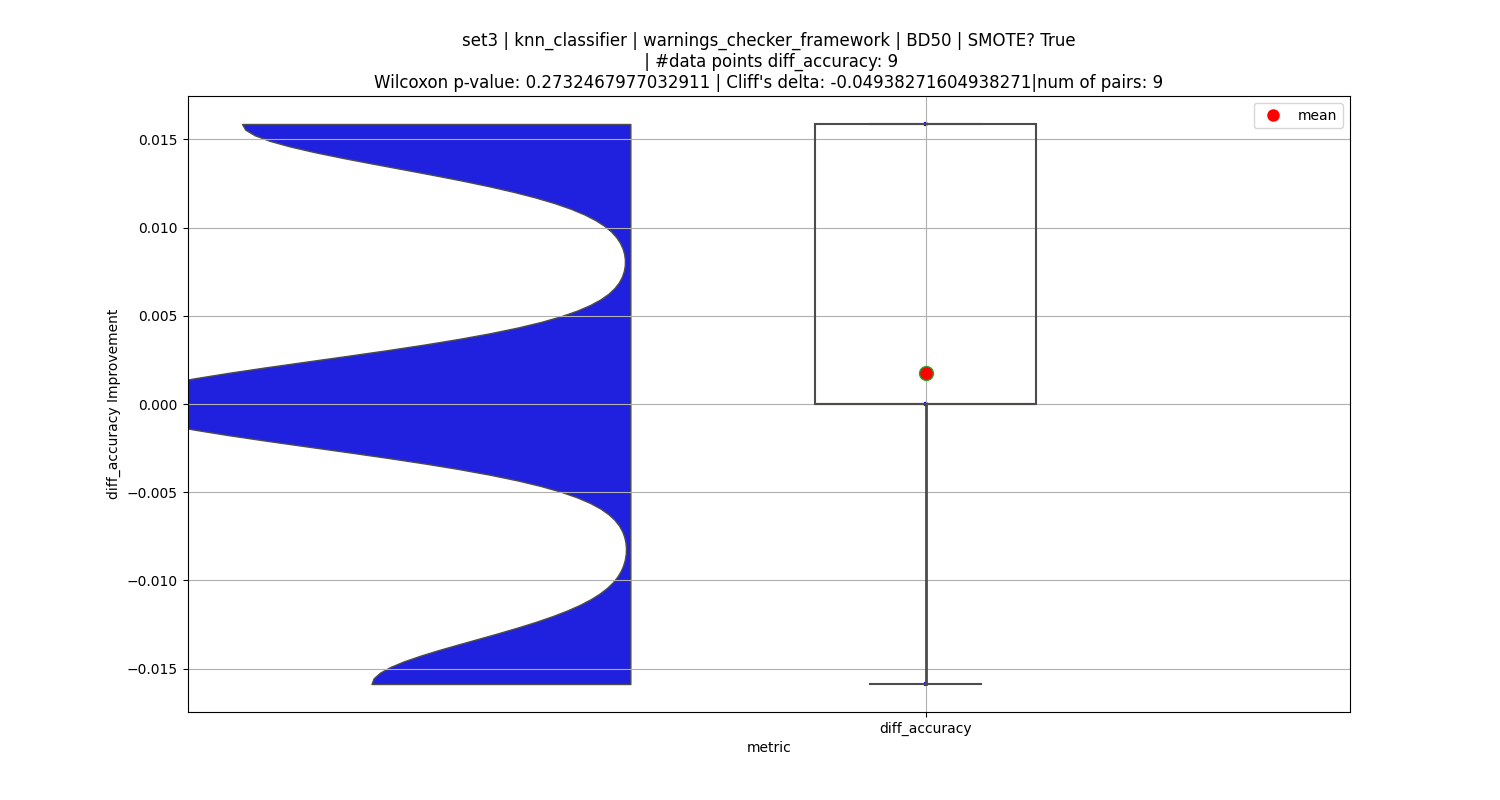 set3 | knn_classifier | warnings_checker_framework | BD50 | SMOTE? True
| #data points diff_accuracy: 9
Wilcoxon p-value: 0.2732467977032911 | Cliff's delta: -0.04938271604938271|num of pairs: 9
mean
0.015
0.010
0.005
0.000
−0.005
−0.010
−0.015
diff_accuracy Improvement
diff_accuracy
metric